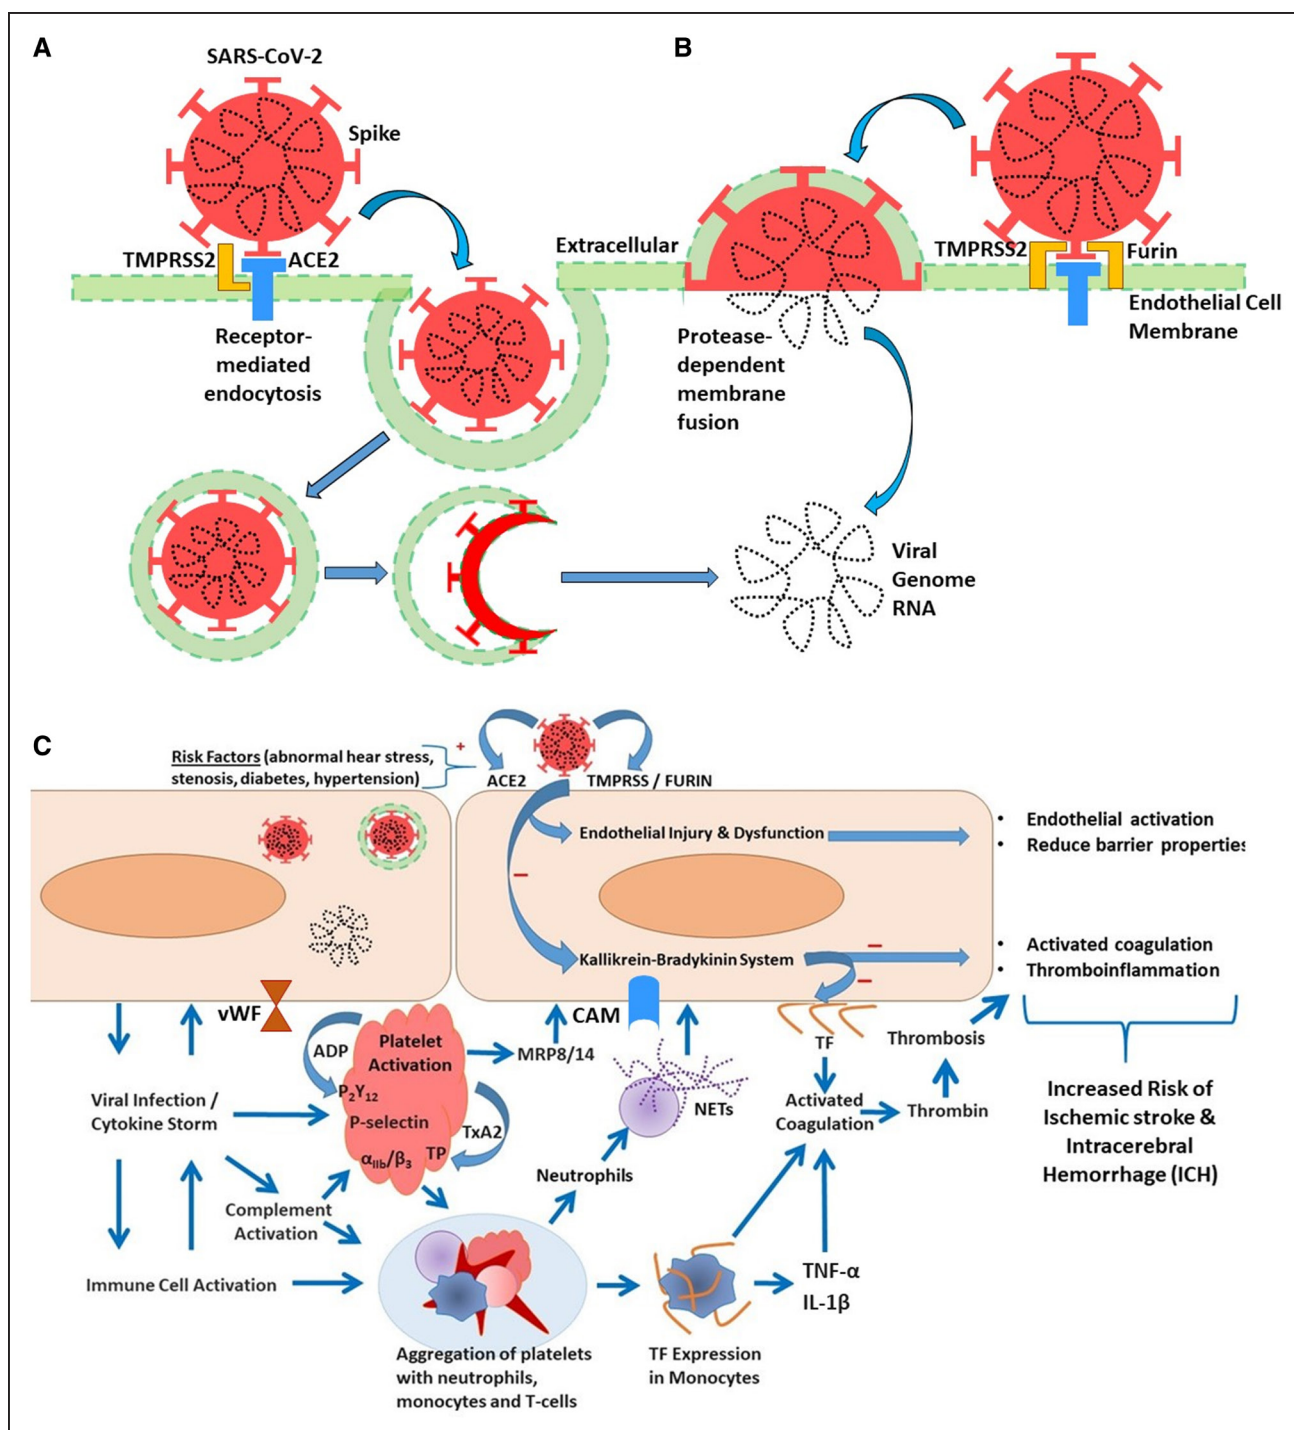 A
SARS-CoV-2
Spike
TMPRSS2
ACE2
Receptor-
mediated
endocytosis
B
Extracellular
TMPRSS2
Furin
Endothelial Cell
Membrane
Protease-
dependent
membrane
fusion
Viral
Genome
RNA
C
Risk Factors (abnormal hear stress,
stenosis, diabetes, hypertension)
+
ACE2
TMPRSS / FURIN
Endothelial Injury & Dysfunction
• Endothelial activation
• Reduce barrier properties
−
Kallikrein-Bradykinin System
−
−
• Activated coagulation
• Thromboinflammation
vWF
CAM
ADP
Platelet
Activation
P2Y12
P-selectin
αIIb/β3
TP
TxA2
MRP8/14
NETs
TF
Thrombosis
Activated
Coagulation
Thrombin
Increased Risk of
Ischemic stroke &
Intracerebral
Hemorrhage (ICH)
Viral Infection /
Cytokine Storm
Neutrophils
Complement
Activation
Immune Cell Activation
TNF-α
IL-1β
Aggregation of platelets
with neutrophils,
monocytes and T-cells
TF Expression
in Monocytes